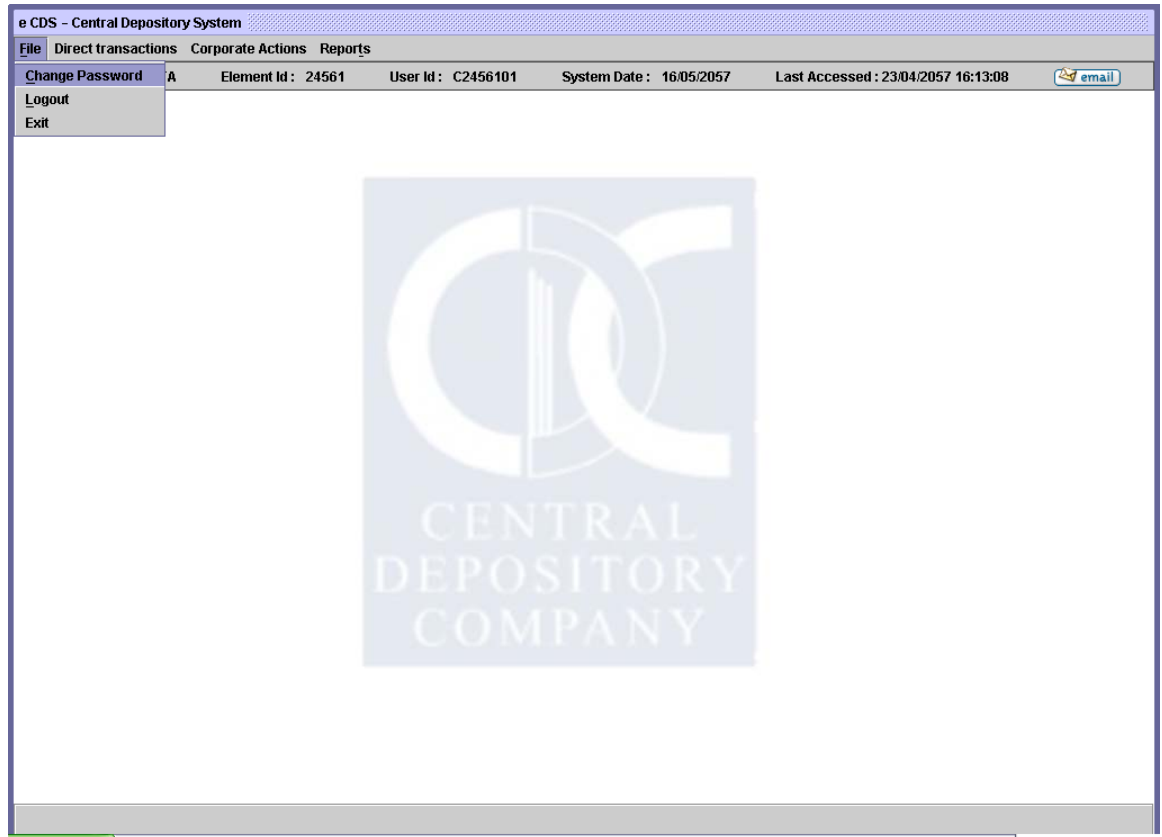 e CDS – Central Depository System
File Direct transactions Corporate Actions Reports
Change Password A Element Id : 24561 User Id : C2456101 System Date : 16/05/2057 Last Accessed : 23/04/2057 16:13:08 email
Logout
Exit
CENTRAL
DEPOSITORY
COMPANY